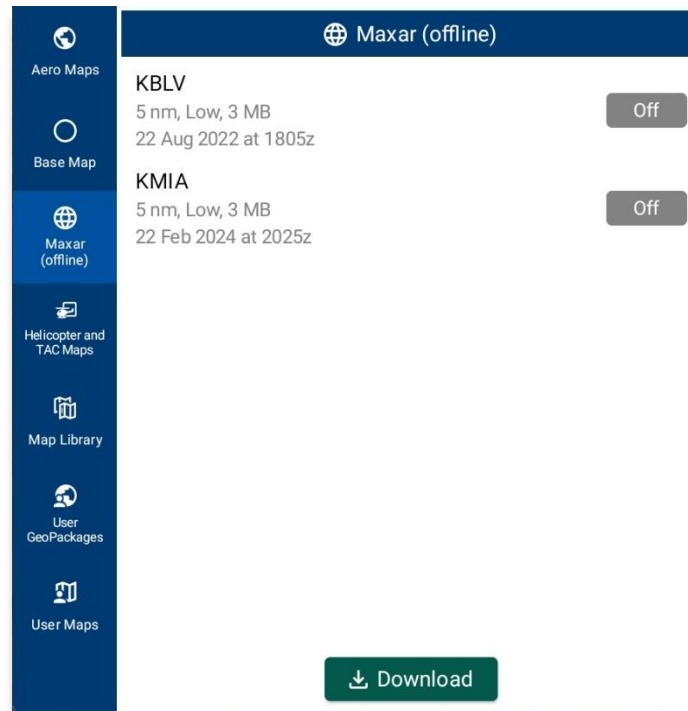 Aero Maps
Base Map
Maxar
(offline)
Helicopter and
TAC Maps
Map Library
User
GeoPackages
User Maps
Maxar (offline)
KBLV
5 nm, Low, 3 MB
22 Aug 2022 at 1805z
Off
KMIA
5 nm, Low, 3 MB
22 Feb 2024 at 2025z
Off
Download